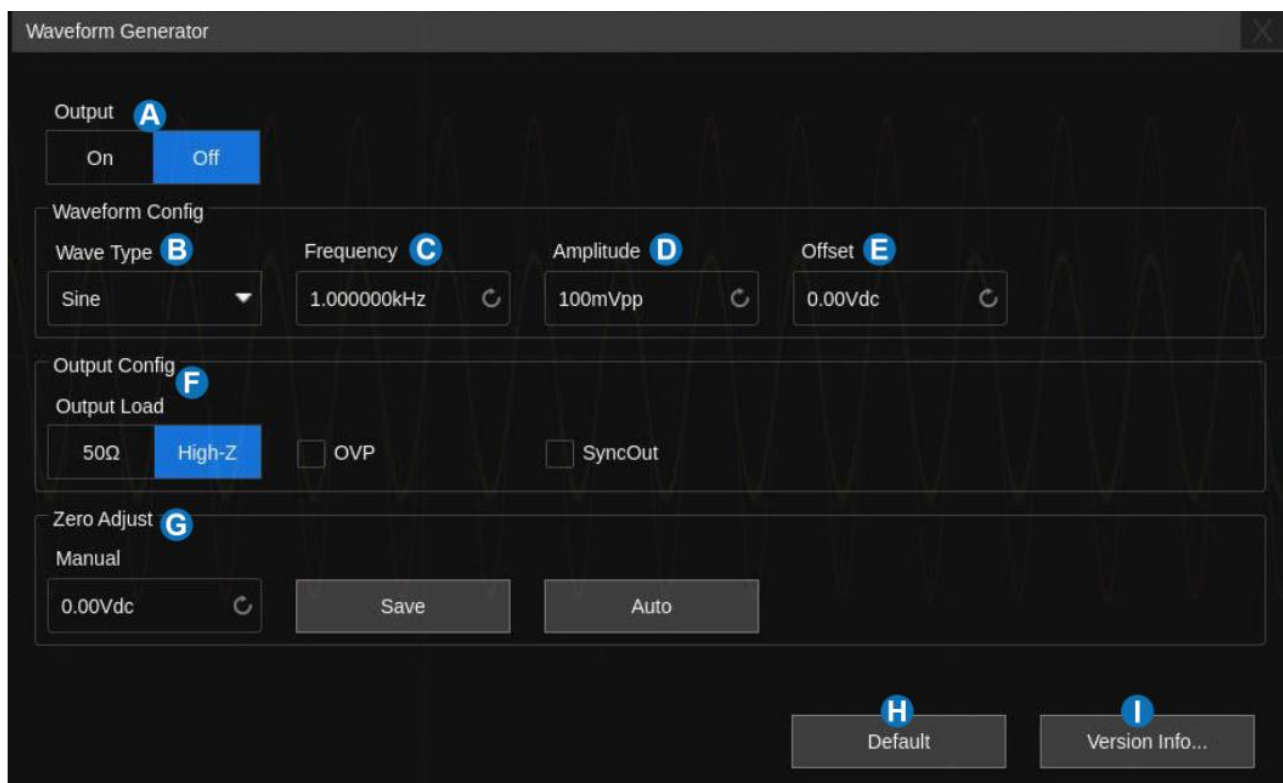 Waveform Generator X
Output A
On Off
Waveform Config
Wave Type B Frequency C Amplitude D Offset E
Sine 1.000000kHz 100mVpp 0.00Vdc
Output Config
F
Output Load
50Ω High-Z OVP SyncOut
Zero Adjust G
Manual
0.00Vdc Save Auto
H I
Default Version Info...